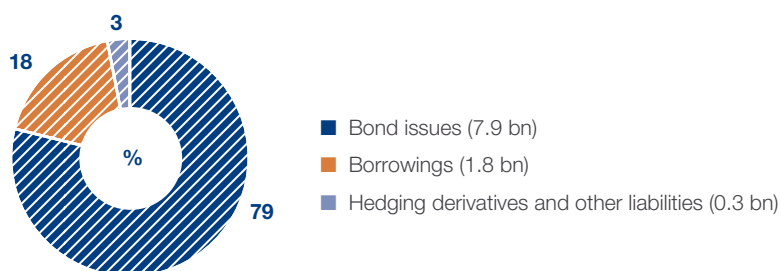 3
18
%
79
Bond issues (7.9 bn)
Borrowings (1.8 bn)
Hedging derivatives and other liabilities (0.3 bn)